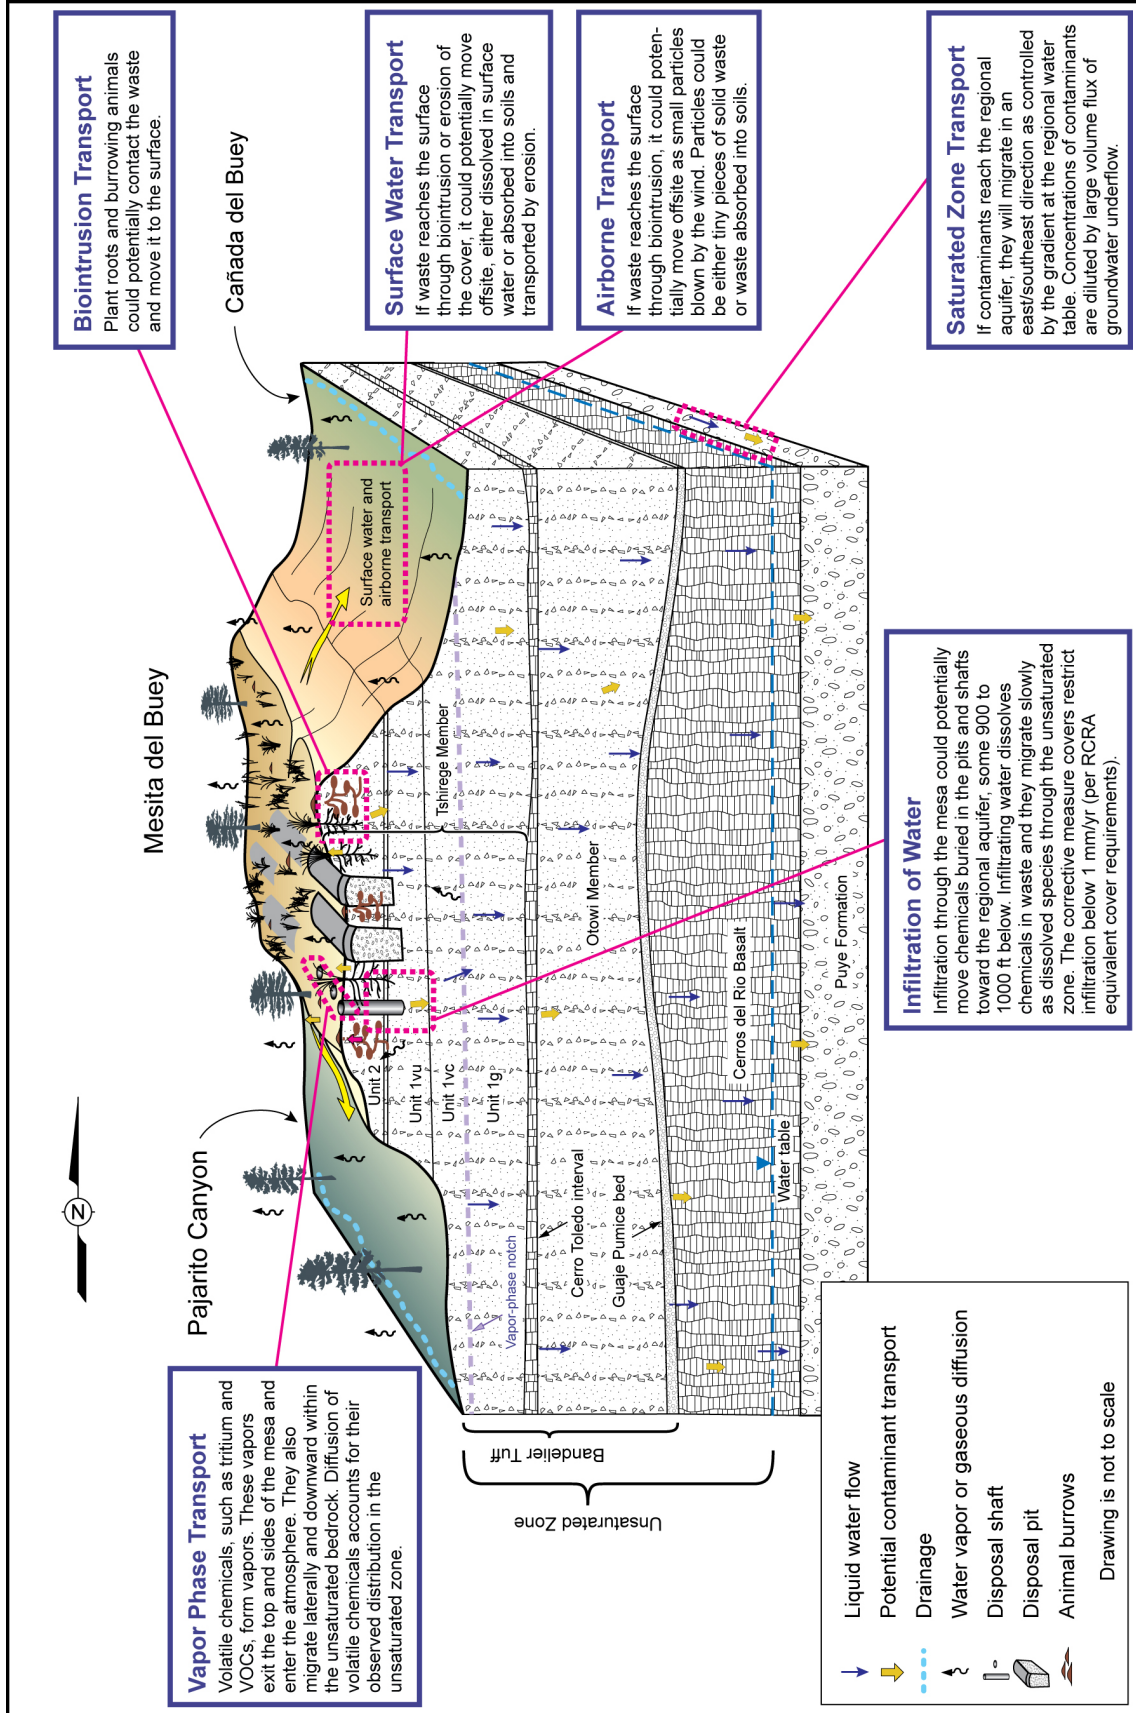 N
Pajarito Canyon
Mesita del Buey
Cañada del Buey
Vapor Phase Transport
Volatile chemicals, such as tritium and
VOCs, form vapors. These vapors
exit the top and sides of the mesa and
enter the atmosphere. They also
migrate laterally and downward within
the unsaturated bedrock. Diffusion of
volatile chemicals accounts for their
observed distribution in the
unsaturated zone.
Biointrusion Transport
Plant roots and burrowing animals
could potentially contact the waste
and move it to the surface.
Surface Water Transport
If waste reaches the surface
through biointrusion or erosion of
the cover, it could potentially move
offsite, either dissolved in surface
water or absorbed into soils and
transported by erosion.
Airborne Transport
If waste reaches the surface
through biointrusion, it could poten-
tially move offsite as small particles
blown by the wind. Particles could
be either tiny pieces of solid waste
or waste absorbed into soils.
Saturated Zone Transport
If contaminants reach the regional
aquifer, they will migrate in an
east/southeast direction as controlled
by the gradient at the regional water
table. Concentrations of contaminants
are diluted by large volume flux of
groundwater underflow.
Surface water and
airborne transport
Unit 2
Unit 1vu
Unit 1vc
Unit 1g
Tshirege Member
Vapor-phase notch
Cerro Toledo interval
Otowi Member
Guaje Pumice bed
Cerros del Rio Basalt
Water table
Puye Formation
Bandelier Tuff
Unsaturated Zone
Infiltration of Water
Infiltration through the mesa could potentially
move chemicals buried in the pits and shafts
toward the regional aquifer, some 900 to
1000 ft below. Infiltrating water dissolves
chemicals in waste and they migrate slowly
as dissolved species through the unsaturated
zone. The corrective measure covers restrict
infiltration below 1 mm/yr (per RCRA
equivalent cover requirements).
Liquid water flow
Potential contaminant transport
Drainage
Water vapor or gaseous diffusion
Disposal shaft
Disposal pit
Animal burrows
Drawing is not to scale